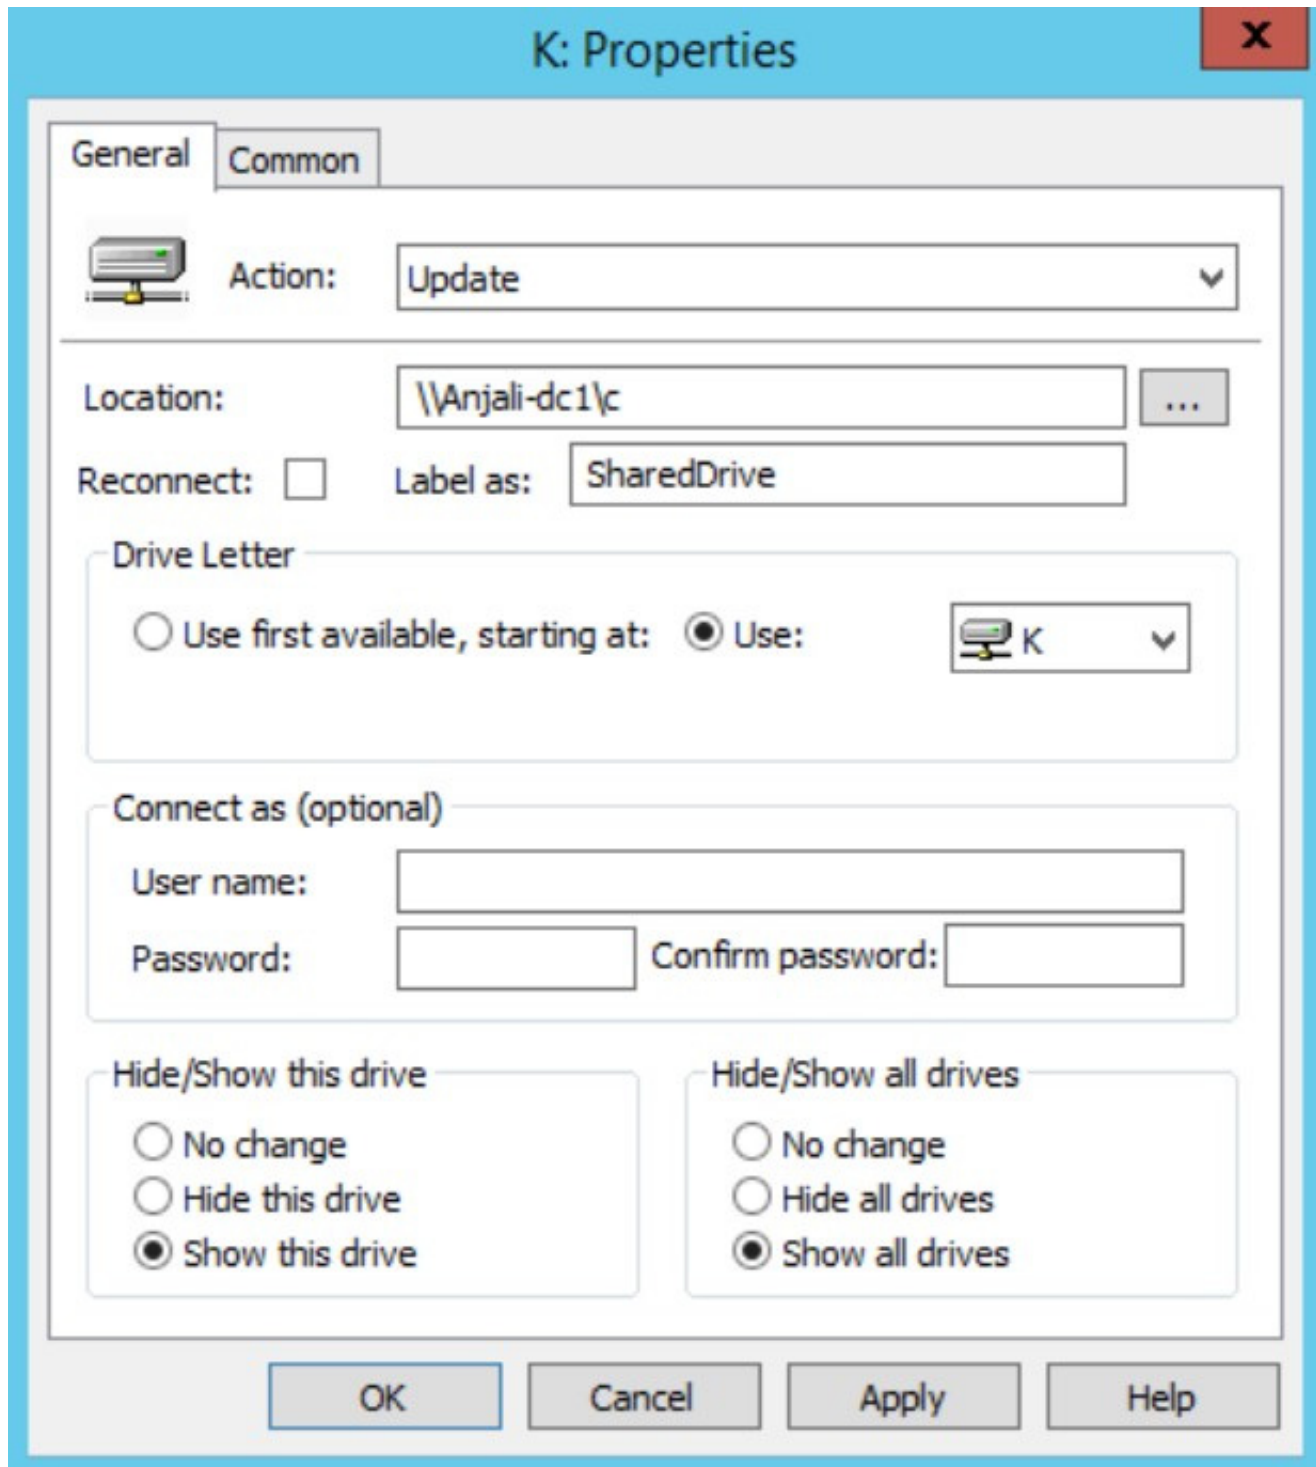 K: Properties
x
General Common
Action: Update
Location: \\Anjali-dc1\c ...
Reconnect: Label as: SharedDrive
Drive Letter
Use first available, starting at: Use: K
Connect as (optional)
User name:
Password: Confirm password:
Hide/Show this drive Hide/Show all drives
No change No change
Hide this drive Hide all drives
Show this drive Show all drives
OK Cancel Apply Help